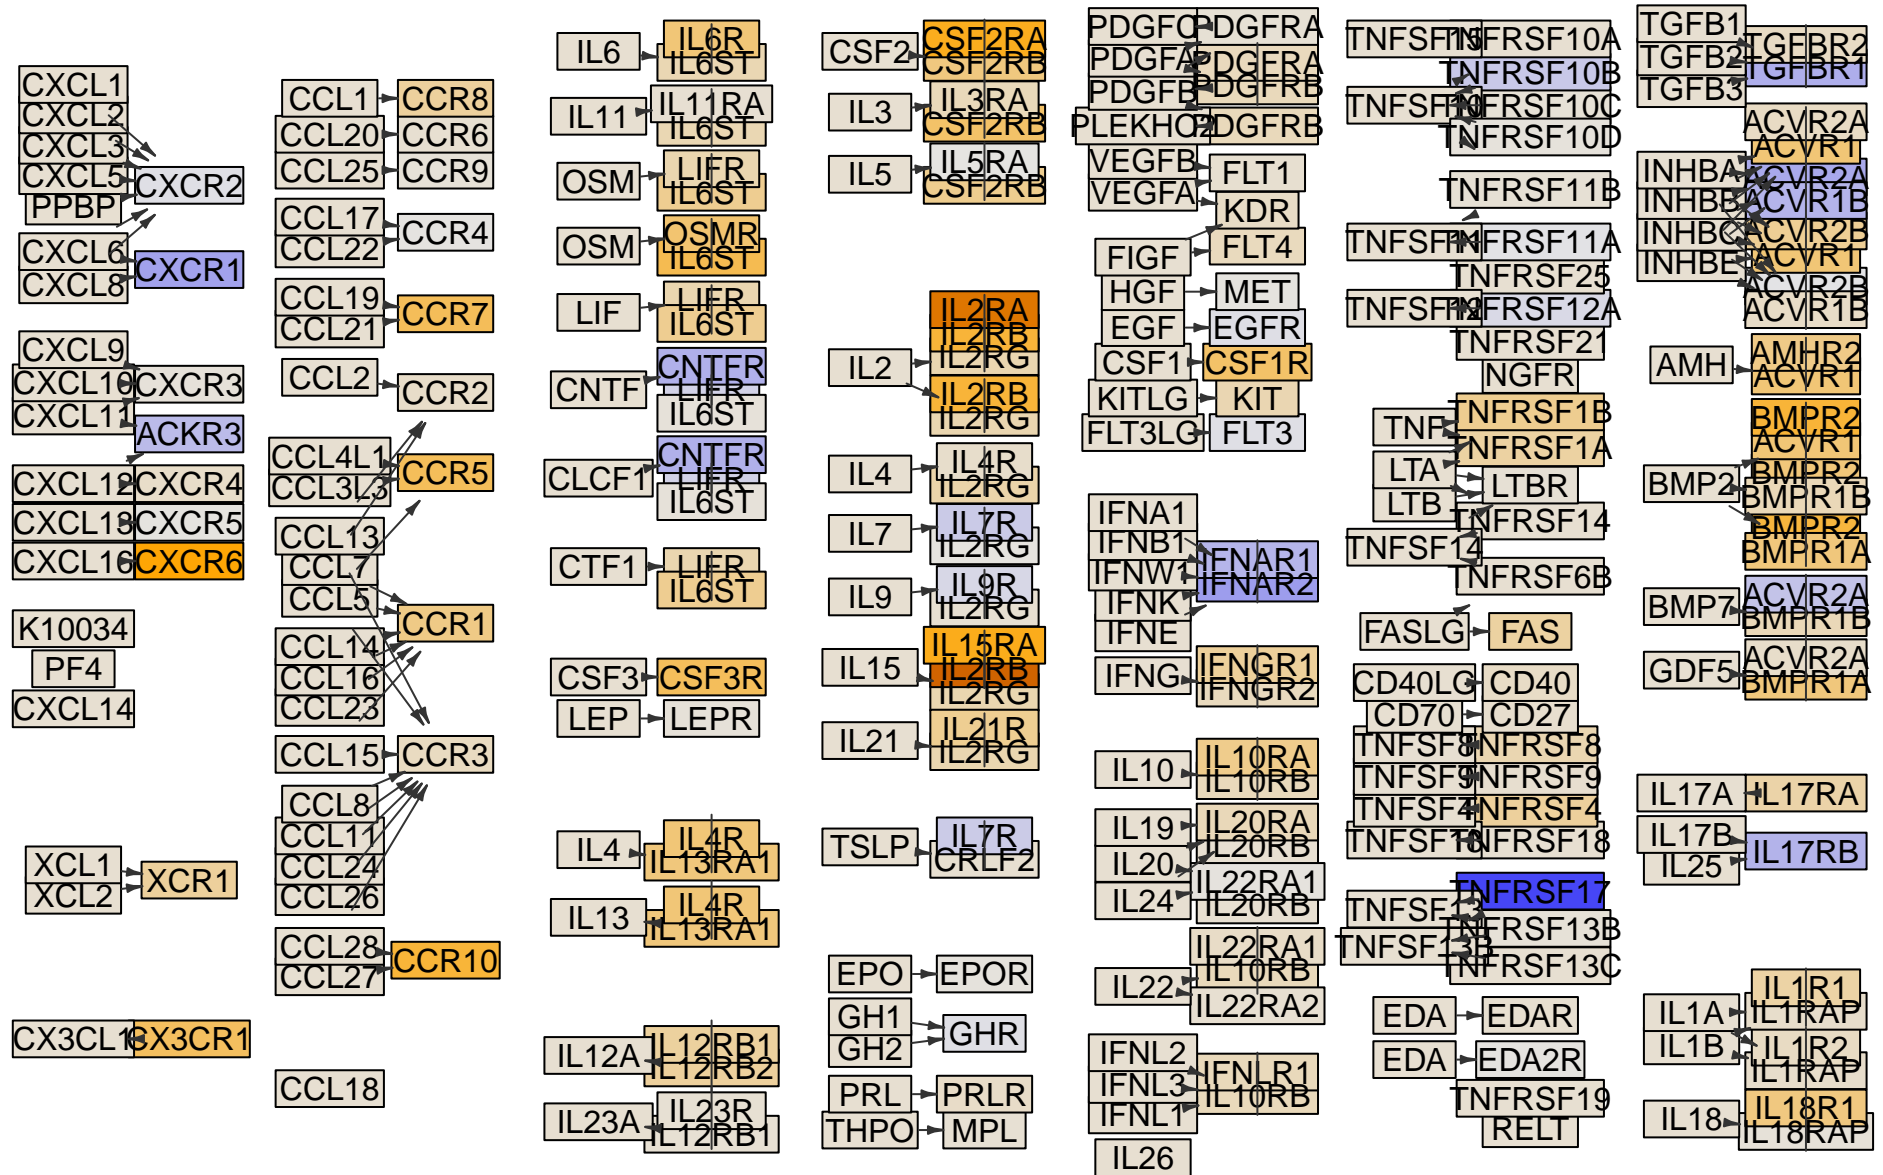 CXCL1
CXCL2
CXCL3
CXCL5
PPBP
CXCL6
CXCL8
CXCR2
CXCR1
CXCL9
CXCL10
CXCL11
CXCR3
ACKR3
CXCL12
CXCR4
CXCL13
CXCR5
CXCL16
CXCR6
K10034
PF4
CXCL14
XCL1
XCL2
XCR1
CX3CL1
CX3CR1
CCL1
CCR8
CCL20
CCR6
CCL25
CCR9
CCL17
CCL22
CCR4
CCL19
CCL21
CCR7
CCL2
CCR2
CCL4L1
CCL3L3
CCR5
CCL13
CCL7
CCL5
CCR1
CCL14
CCL16
CCL23
CCL15
CCR3
CCL8
CCL11
CCL24
CCL26
CCL28
CCL27
CCR10
CCL18
IL6
IL6R
IL6ST
IL11
IL11RA
IL6ST
OSM
LIFR
IL6ST
OSM
OSMR
IL6ST
LIF
LIFR
IL6ST
CNTF
CNTFR
LIFR
IL6ST
CLCF1
CNTFR
LIFR
IL6ST
CTF1
LIFR
IL6ST
CSF3
CSF3R
LEP
LEPR
IL4
IL4R
IL13RA1
IL13
IL4R
IL13RA1
IL12A
IL12RB1
IL12RB2
IL23A
IL23R
IL12RB1
CSF2
CSF2RA
CSF2RB
IL3
IL3RA
CSF2RB
IL5
IL5RA
CSF2RB
IL2
IL2RA
IL2RB
IL2RG
IL2RB
IL2RG
IL4
IL4R
IL2RG
IL7
IL7R
IL2RG
IL9
IL9R
IL2RG
IL15
IL15RA
IL2RB
IL2RG
IL21
IL21R
IL2RG
TSLP
IL7R
CRLF2
EPO
EPOR
GH1
GH2
GHR
PRL
PRLR
THPO
MPL
PDGFC
PDGFRA
PDGFA
PDGFRA
PDGFRB
PDGFB
PLEKHO2
PDGFRB
VEGFB
VEGFA
FLT1
KDR
FIGF
FLT4
HGF
MET
EGF
EGFR
CSF1
CSF1R
KITLG
KIT
FLT3LG
FLT3
IFNA1
IFNB1
IFNW1
IFNK
IFNE
IFNAR1
IFNAR2
IFNG
IFNGR1
IFNGR2
IL10
IL10RA
IL10RB
IL19
IL20RA
IL20RB
IL20
IL24
IL22RA1
IL20RB
IL22
IL22RA1
IL10RB
IL22RA2
IFNL2
IFNL3
IFNL1
IFNLR1
IL10RB
IL26
TNFSF15
TNFRSF10A
TNFRSF10B
TNFSF10
TNFRSF10C
TNFRSF10D
TNFRSF11B
TNFSF11
TNFRSF11A
TNFRSF25
TNFSF12
TNFRSF12A
TNFRSF21
NGFR
TNF
TNFRSF1B
TNFRSF1A
LTA
LTB
LTBR
TNFRSF14
TNFSF14
TNFRSF6B
FASLG
FAS
CD40LG
CD40
CD70
CD27
TNFSF8
TNFRSF8
TNFSF9
TNFRSF9
TNFSF4
TNFRSF4
TNFSF18
TNFRSF18
TNFRSF17
TNFSF13
TNFRSF13B
TNFSF13B
TNFRSF13C
EDA
EDAR
EDA
EDA2R
TNFRSF19
RELT
TGFB1
TGFB2
TGFB3
TGFBR2
TGFBR1
ACVR2A
ACVR1
INHBA
INHBB
INHBC
INHBE
ACVR2A
ACVR1B
ACVR2B
ACVR1
ACVR2B
ACVR1B
AMH
AMHR2
ACVR1
BMPR2
ACVR1
BMP2
BMPR2
BMPR1B
BMPR2
BMPR1A
BMP7
ACVR2A
BMPR1B
GDF5
ACVR2A
BMPR1A
IL17A
IL17RA
IL17B
IL25
IL17RB
IL1A
IL1R1
IL1RAP
IL1B
IL1R2
IL1RAP
IL18
IL18R1
IL18RAP